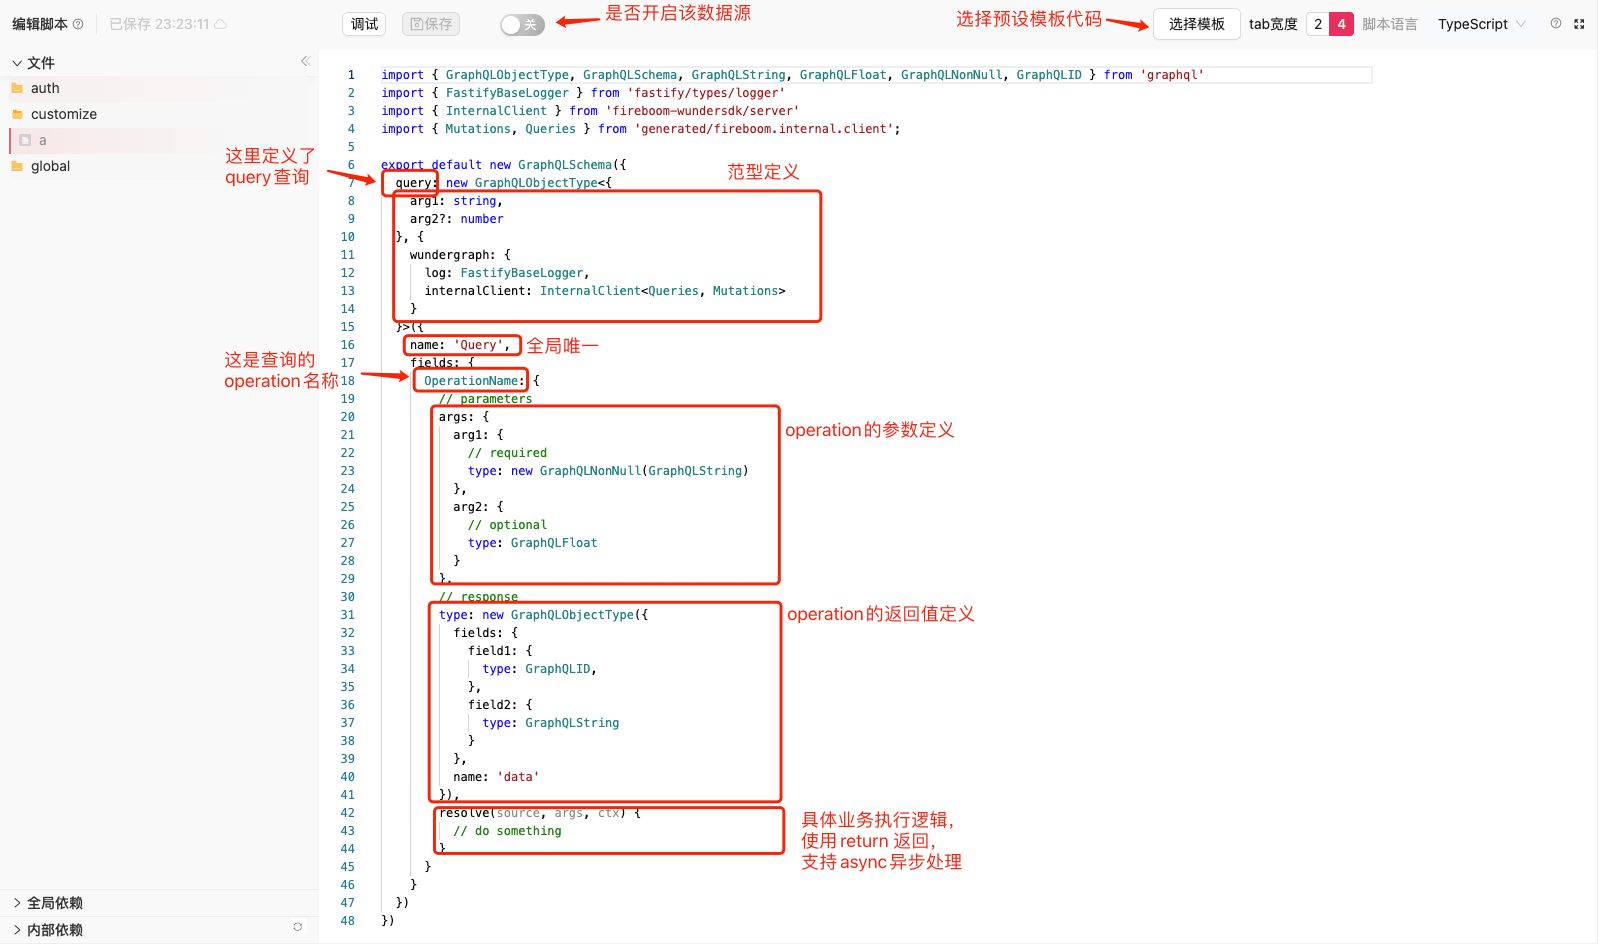 编辑脚本
已保存 23:23:11
调试
保存
关
是否开启该数据源
选择预设模板代码
选择模板
tab宽度
2
4
脚本语言
TypeScript
文件
auth
customize
a
global
全局依赖
内部依赖
1 import { GraphQLObjectType, GraphQLSchema, GraphQLString, GraphQLFloat, GraphQLNonNull, GraphQLID } from 'graphql'
2 import { FastifyBaseLogger } from 'fastify/types/logger'
3 import { InternalClient } from 'fireboom-wundersdk/server'
4 import { Mutations, Queries } from 'generated/fireboom.internal.client';
5
6 export default new GraphQLSchema({
7 query: new GraphQLObjectType<{
8 arg1: string,
9 arg2?: number
10 }, {
11 wundergraph: {
12 log: FastifyBaseLogger,
13 internalClient: InternalClient<Queries, Mutations>
14 }
15 }>({
16 name: 'Query',
17 fields: {
18 OperationName: {
19 // parameters
20 args: {
21 arg1: {
22 // required
23 type: new GraphQLNonNull(GraphQLString)
24 },
25 arg2: {
26 // optional
27 type: GraphQLFloat
28 }
29 },
30 // response
31 type: new GraphQLObjectType({
32 fields: {
33 field1: {
34 type: GraphQLID,
35 },
36 field2: {
37 type: GraphQLString
38 }
39 },
40 name: 'data'
41 }),
42 resolve(source, args, ctx) {
43 // do something
44 }
45 }
46 }
47 })
48 })
这里定义了
query查询
范型定义
全局唯一
这是查询的
operation名称
operation的参数定义
operation的返回值定义
具体业务执行逻辑,
使用return 返回,
支持async异步处理